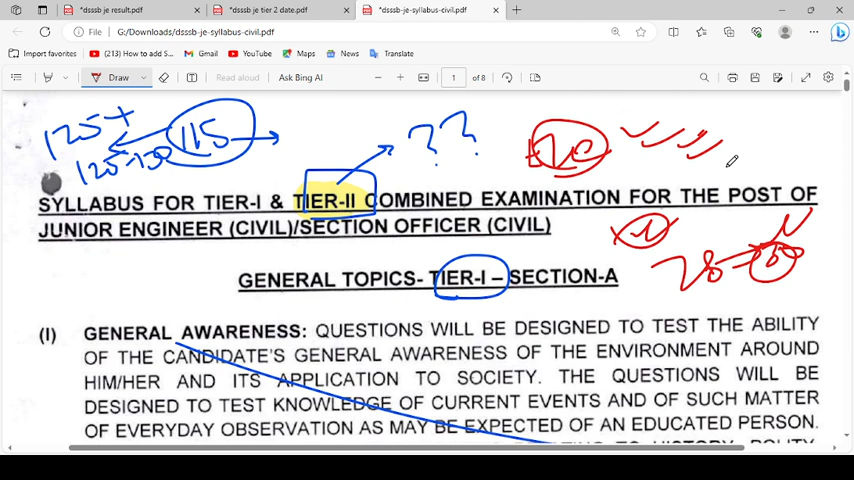 *dsssb je result.pdf
*dsssb je tier 2 date.pdf
*dsssb-je-syllabus-civil.pdf
File G:/Downloads/dsssb-je-syllabus-civil.pdf
Import favorites (213) How to add S... Gmail YouTube Maps News Translate
Draw Read aloud Ask Bing AI 1 of 8
125+
115
??
SYLLABUS FOR TIER-I & TIER-II COMBINED EXAMINATION FOR THE POST OF
JUNIOR ENGINEER (CIVIL)/SECTION OFFICER (CIVIL)
GENERAL TOPICS- TIER-I – SECTION-A
(I) GENERAL AWARENESS: QUESTIONS WILL BE DESIGNED TO TEST THE ABILITY
OF THE CANDIDATE'S GENERAL AWARENESS OF THE ENVIRONMENT AROUND
HIM/HER AND ITS APPLICATION TO SOCIETY. THE QUESTIONS WILL BE
DESIGNED TO TEST KNOWLEDGE OF CURRENT EVENTS AND OF SUCH MATTER
OF EVERYDAY OBSERVATION AS MAY BE EXPECTED OF AN EDUCATED PERSON.